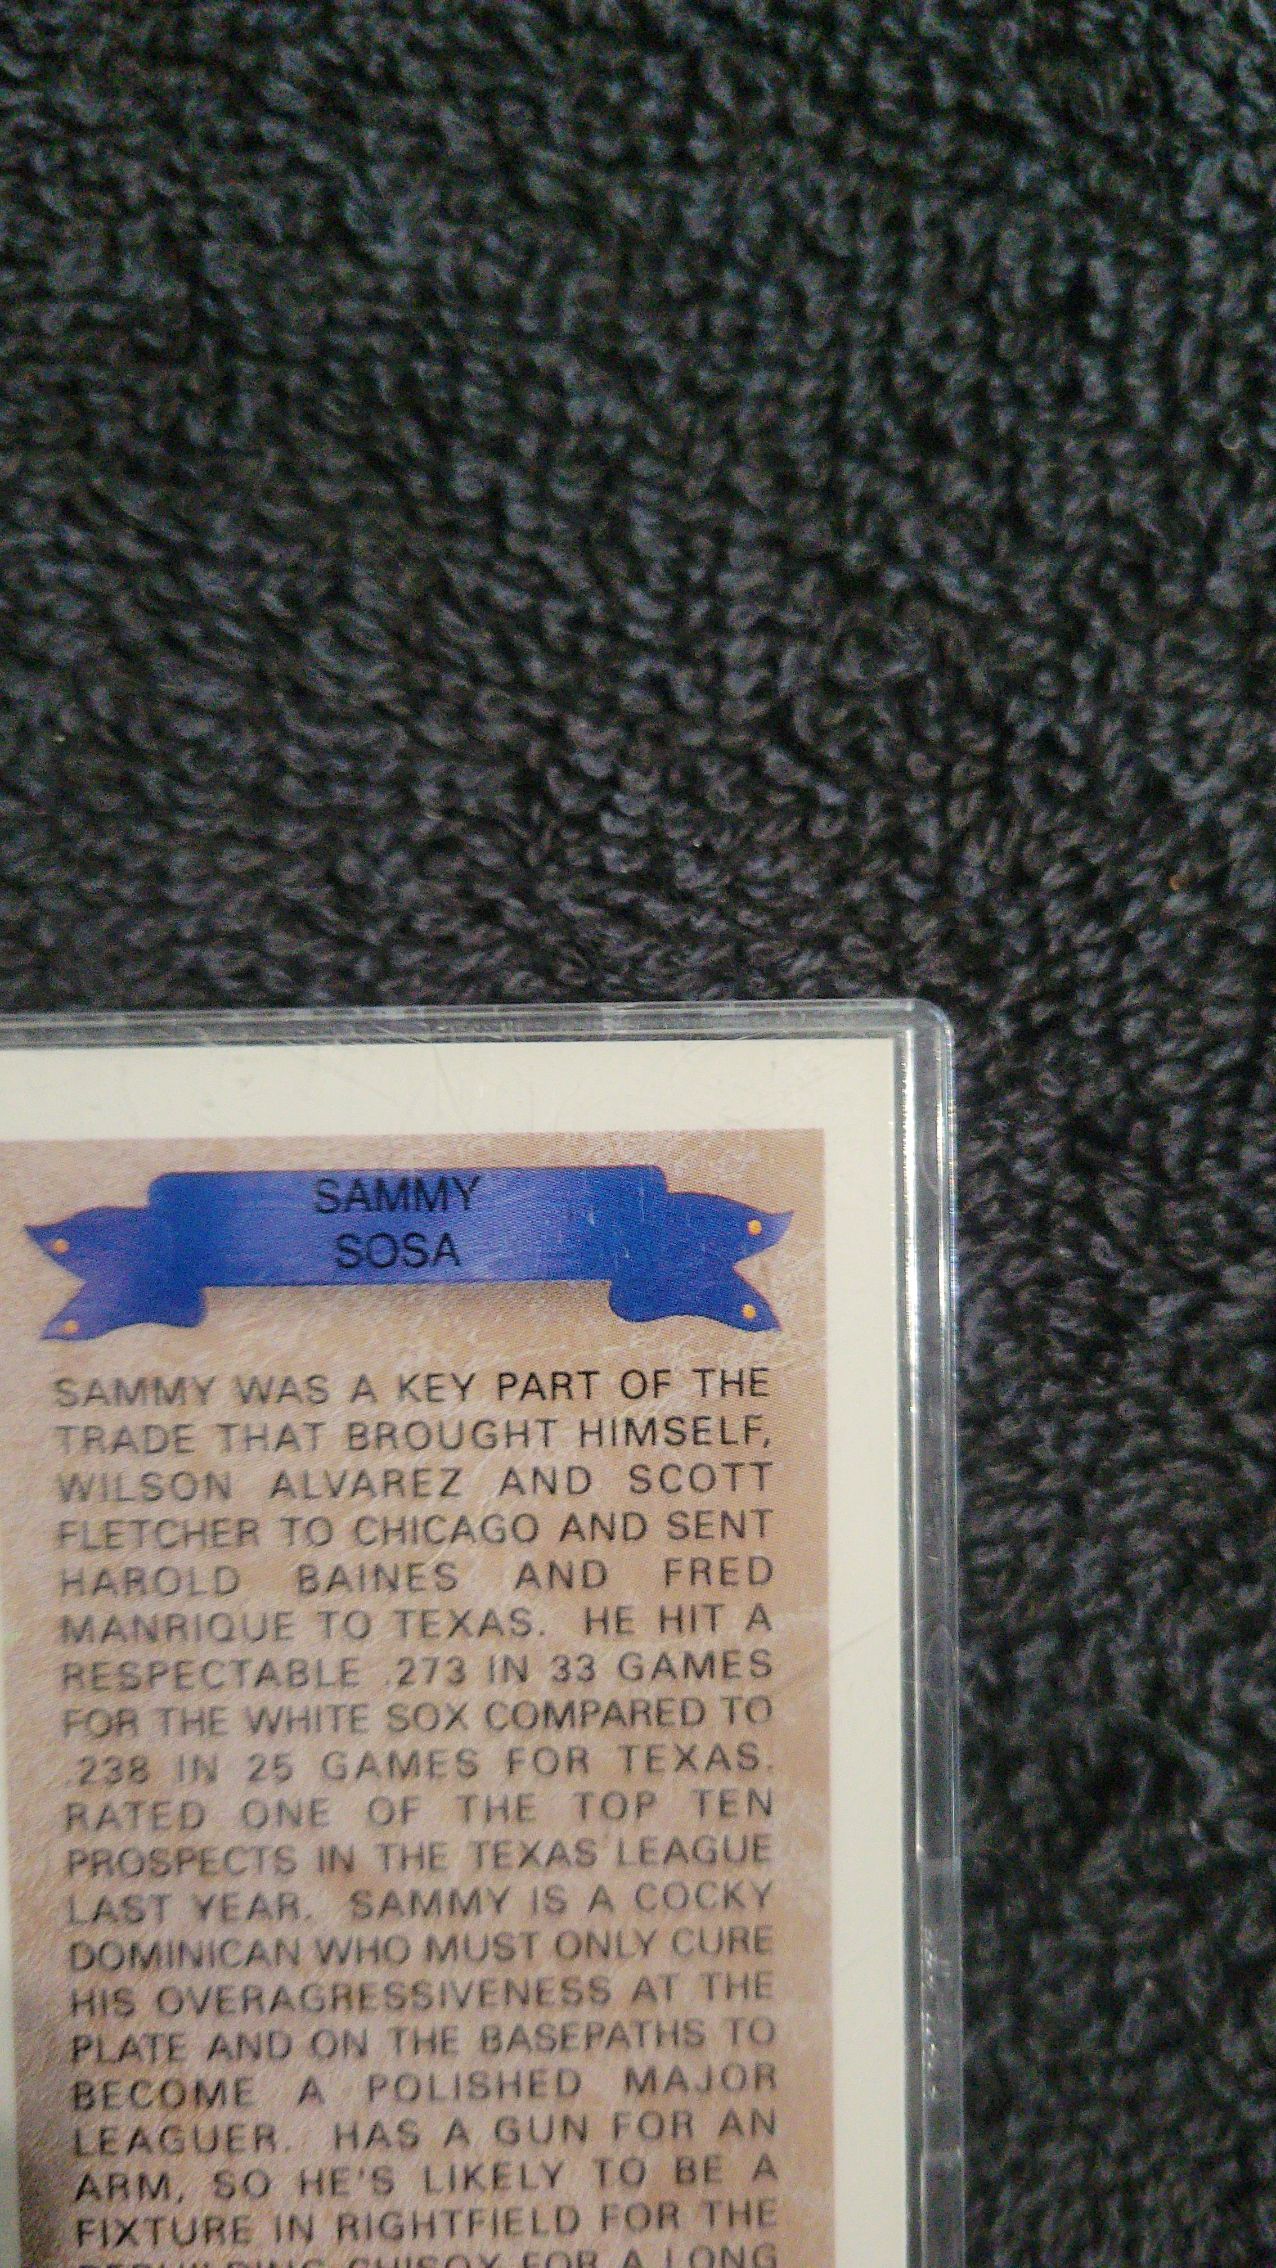 SAMMY
SOSA
SAMMY WAS A KEY PART OF THE
TRADE THAT BROUGHT HIMSELF,
WILSON ALVAREZ AND SCOTT
FLETCHER TO CHICAGO AND SENT
HAROLD BAINES AND FRED
MANRIQUE TO TEXAS. HE HIT A
RESPECTABLE .273 IN 33 GAMES
FOR THE WHITE SOX COMPARED TO
.238 IN 25 GAMES FOR TEXAS.
RATED ONE OF THE TOP TEN
PROSPECTS IN THE TEXAS LEAGUE
LAST YEAR. SAMMY IS A COCKY
DOMINICAN WHO MUST ONLY CURE
HIS OVERAGRESSIVENESS AT THE
PLATE AND ON THE BASEPATHS TO
BECOME A POLISHED MAJOR
LEAGUER. HAS A GUN FOR AN
ARM, SO HE'S LIKELY TO BE A
FIXTURE IN RIGHTFIELD FOR THE
REBUILDING CHISOX FOR A LONG